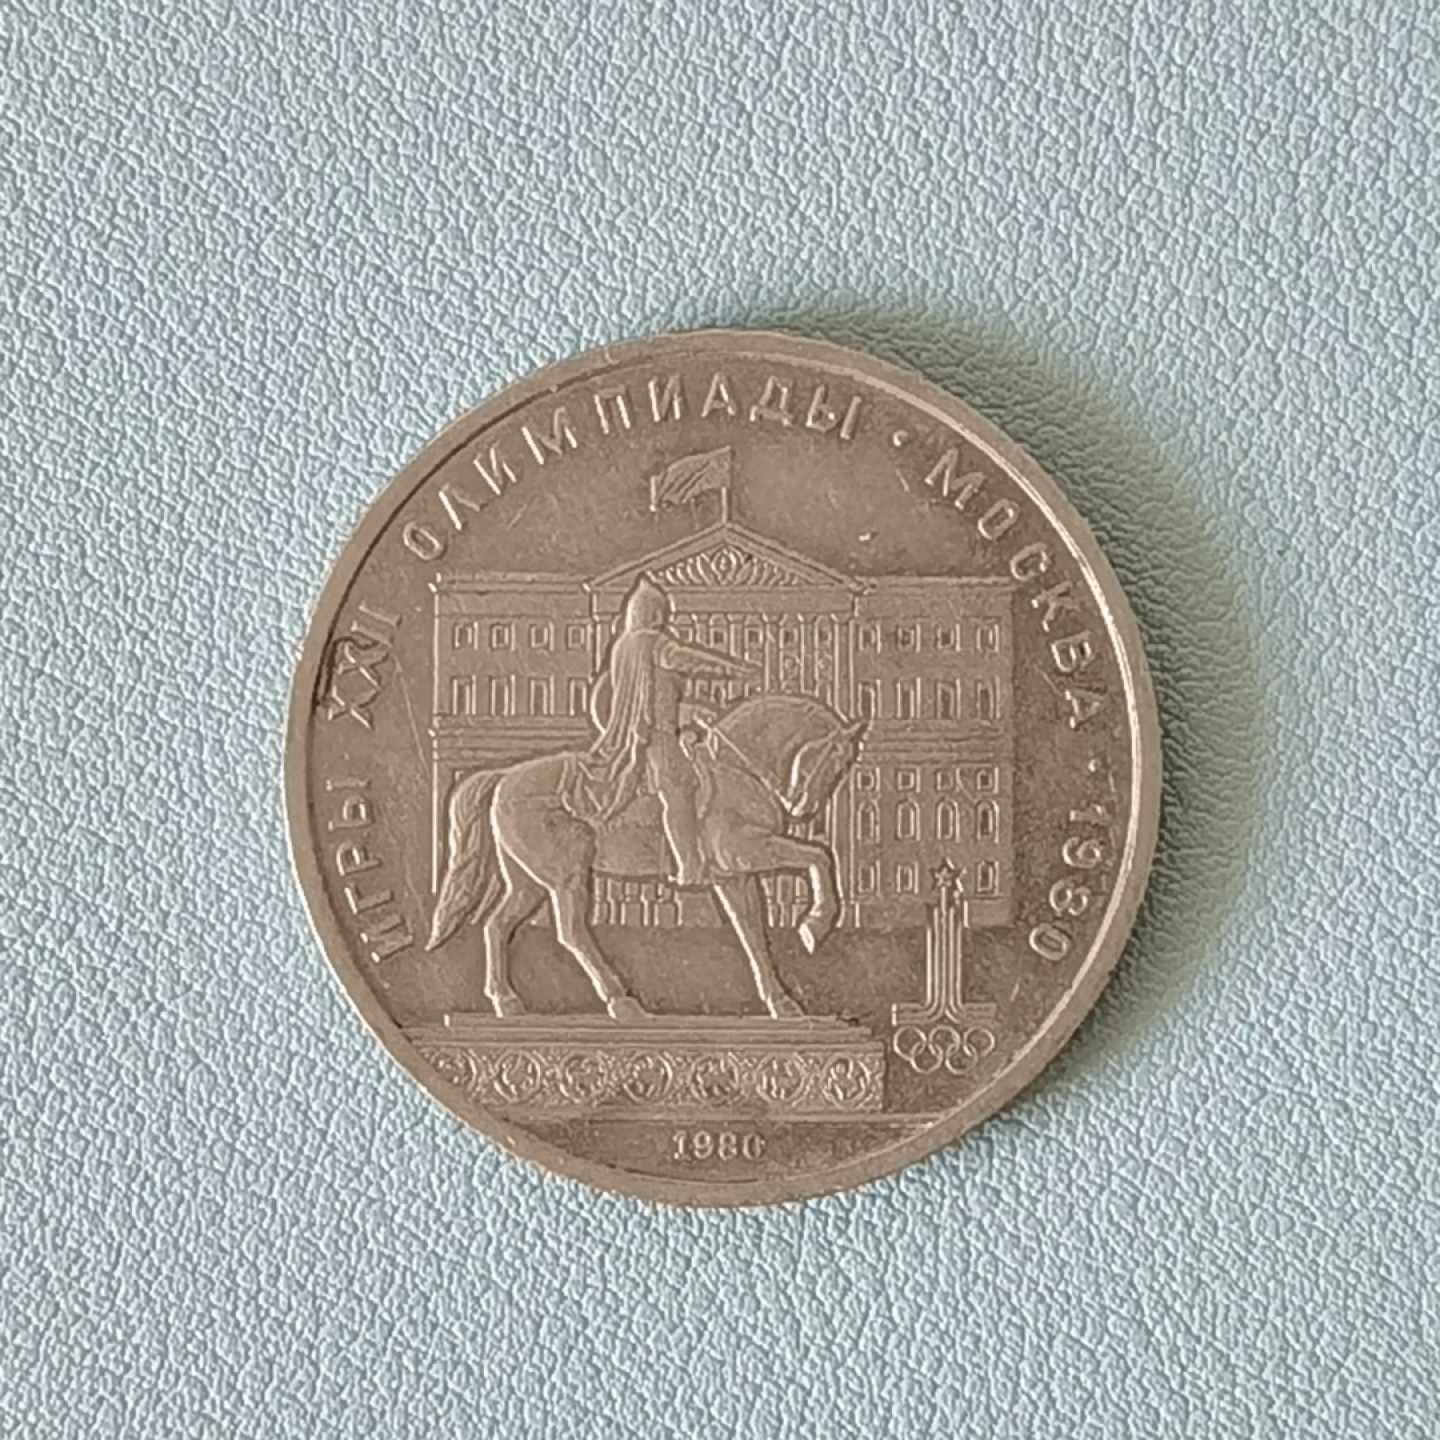 ИГРЫ XXII ОЛИМПИАДЫ · МОСКВА · 1980
1980